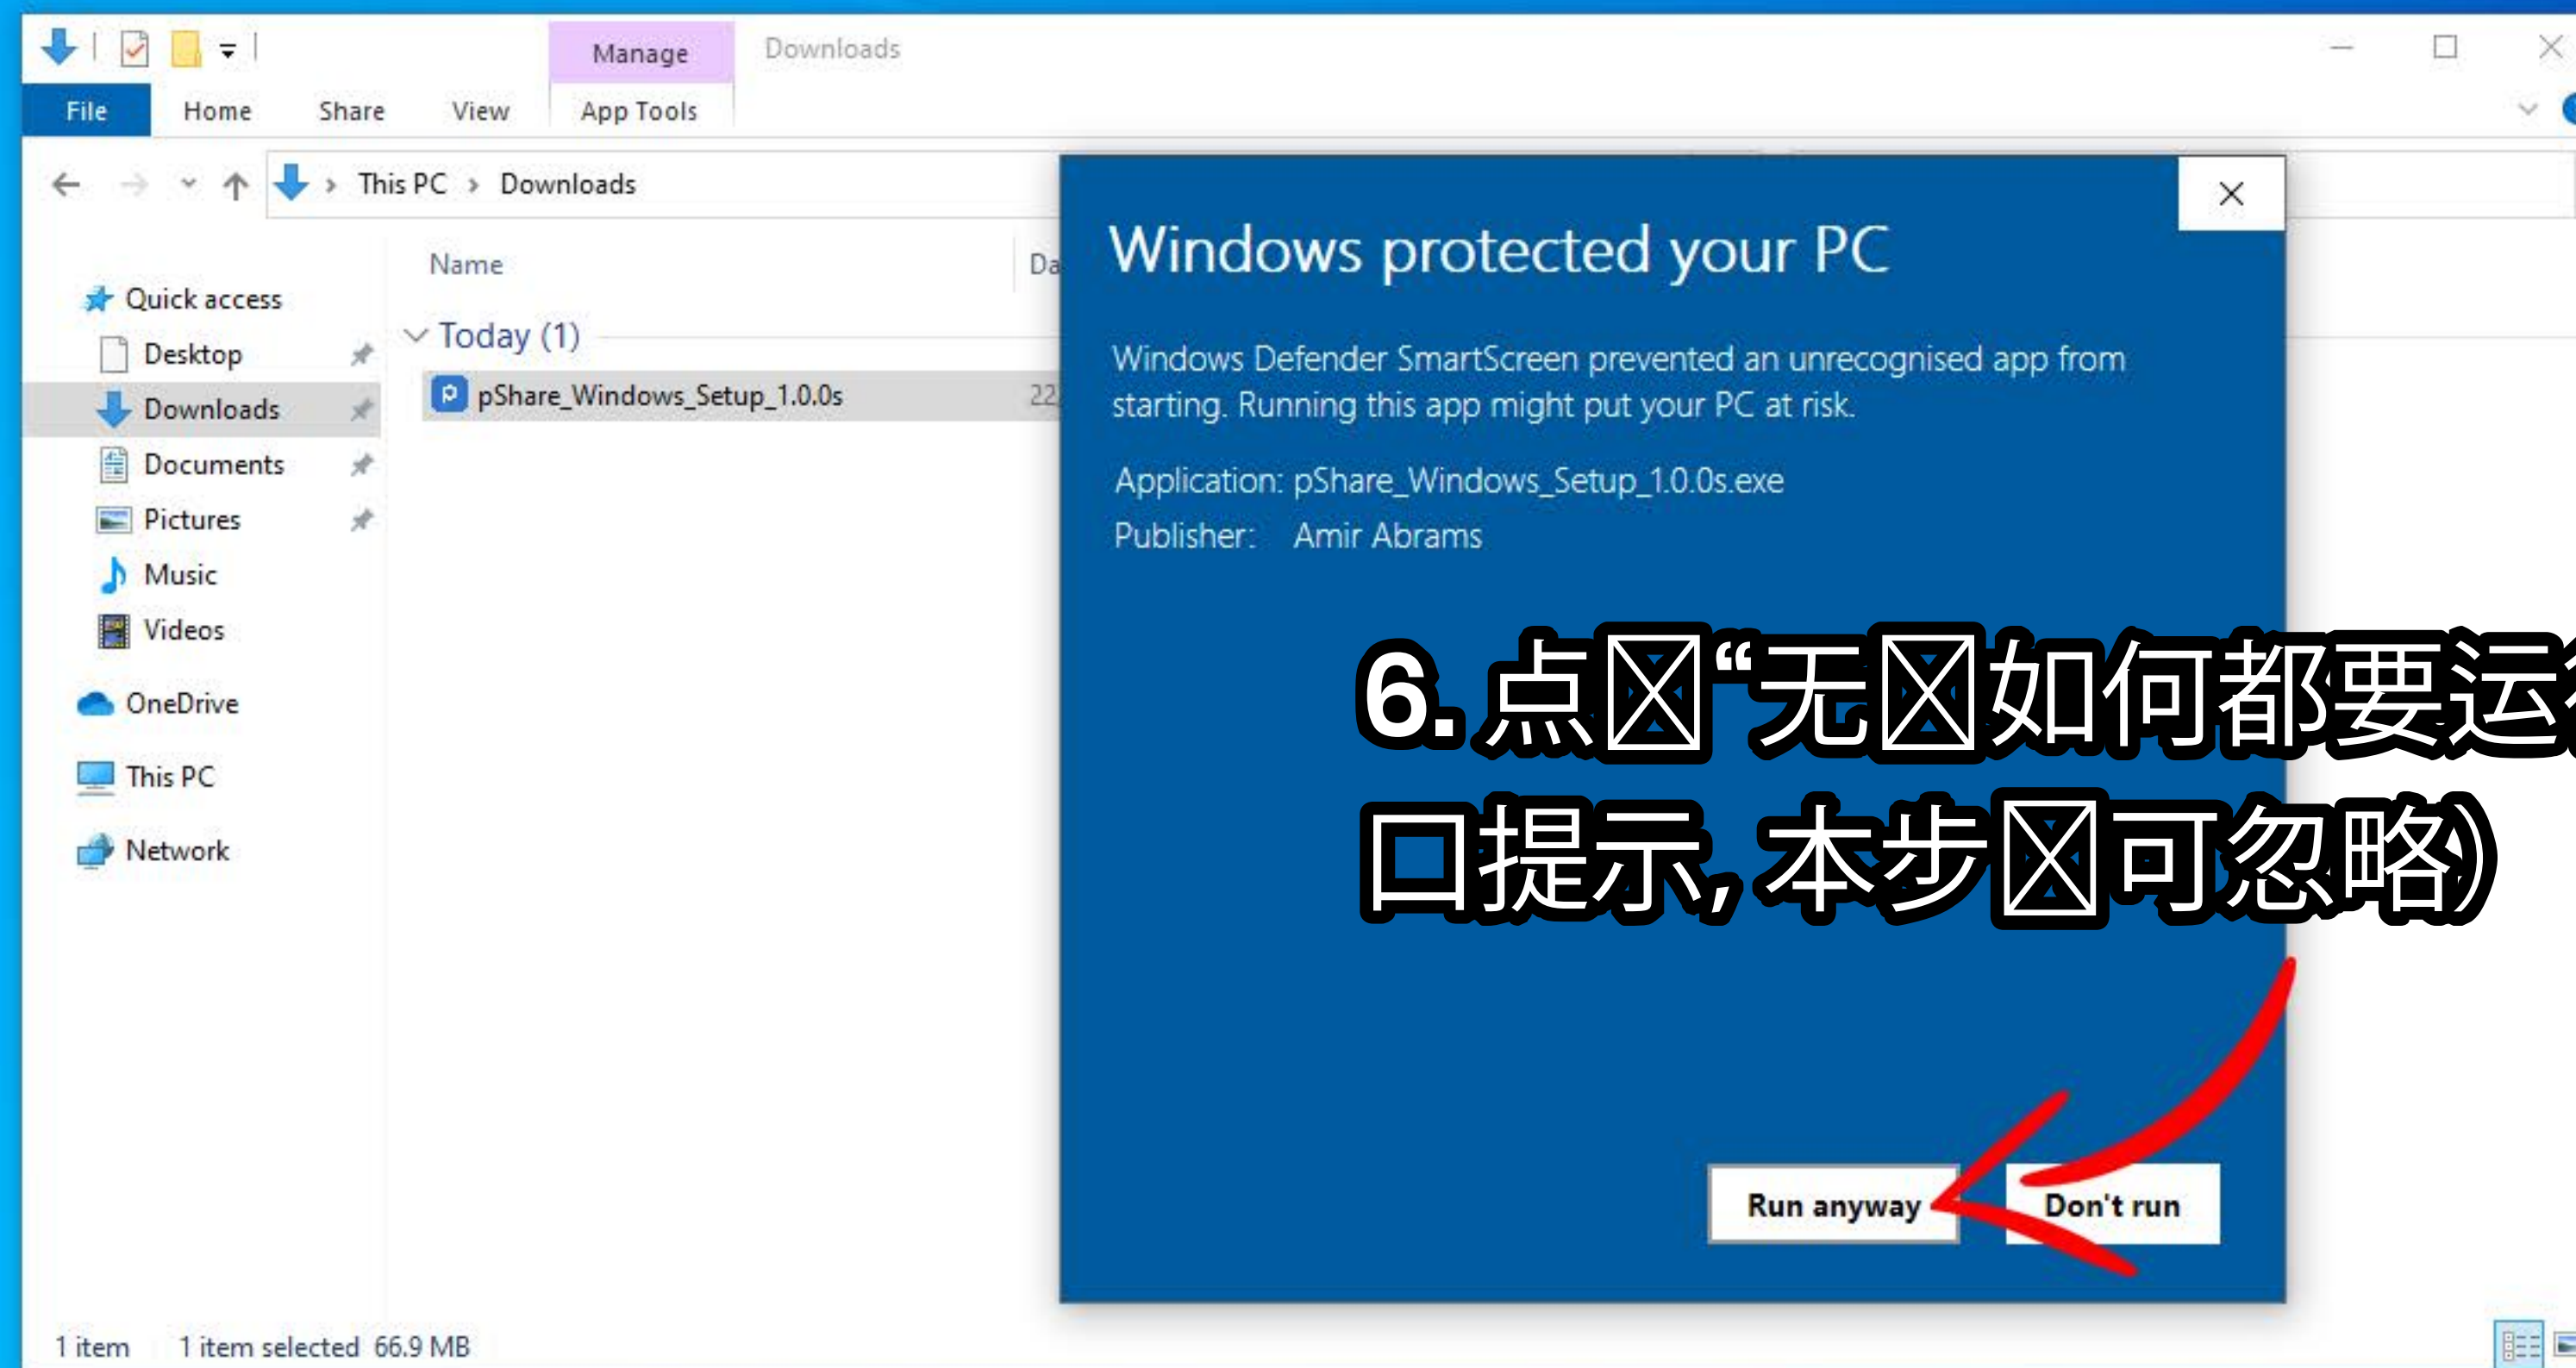 Manage
Downloads
File
Home
Share
View
App Tools
This PC > Downloads
Name
Quick access
Today (1)
Desktop
pShare_Windows_Setup_1.0.0s
22
Downloads
Documents
Pictures
Music
Videos
OneDrive
This PC
Network
Windows protected your PC
Windows Defender SmartScreen prevented an unrecognised app from
starting. Running this app might put your PC at risk.
Application: pShare_Windows_Setup_1.0.0s.exe
Publisher: Amir Abrams
6. 点☒“无☒如何都要运
口提示, 本步☒可忽略)
Run anyway
Don't run
1 item
1 item selected 66.9 MB